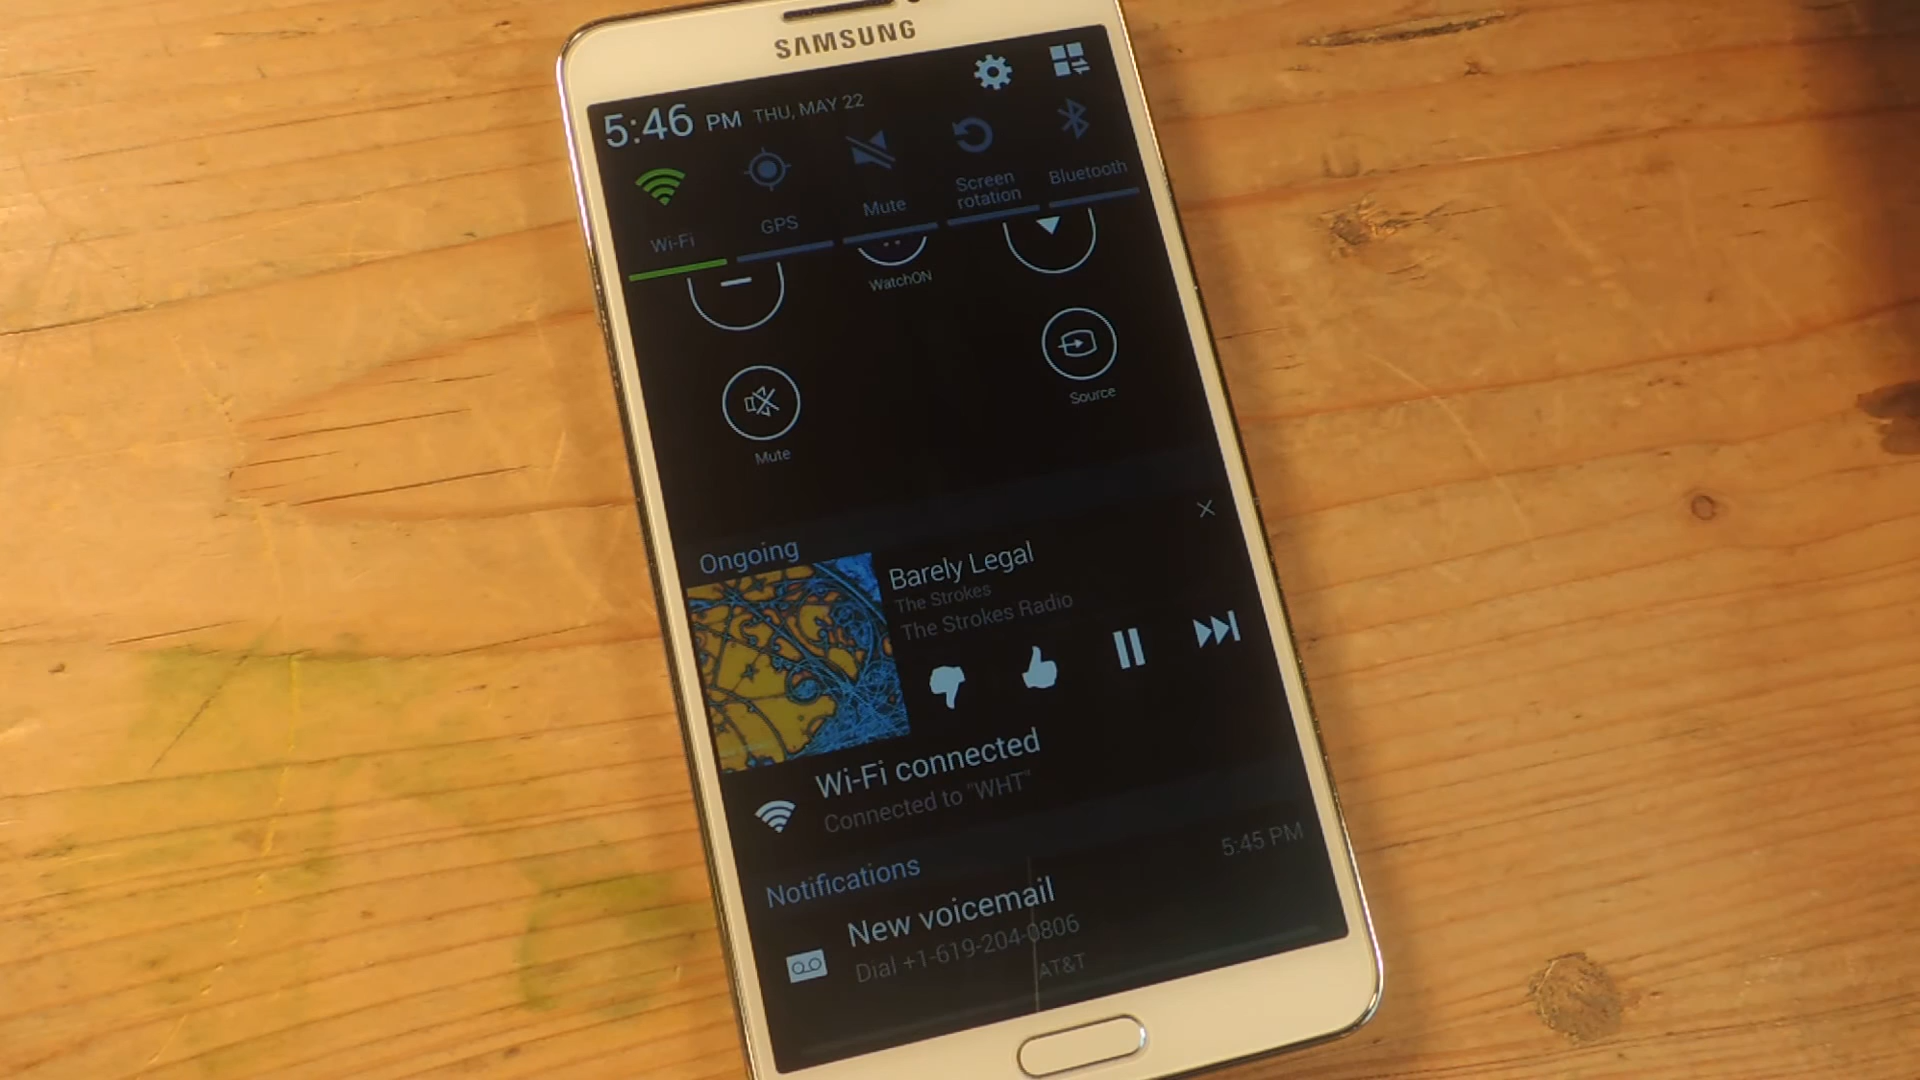 SAMSUNG
5:46 PM THU, MAY 22
Wi-Fi
GPS
Mute
Screen
rotation
Bluetooth
WatchON
Mute
Source
Ongoing
Barely Legal
The Strokes
The Strokes Radio
Wi-Fi connected
Connected to "WHT"
Notifications
New voicemail
5:45 PM
Dial +1-619-204-0806
AT&T